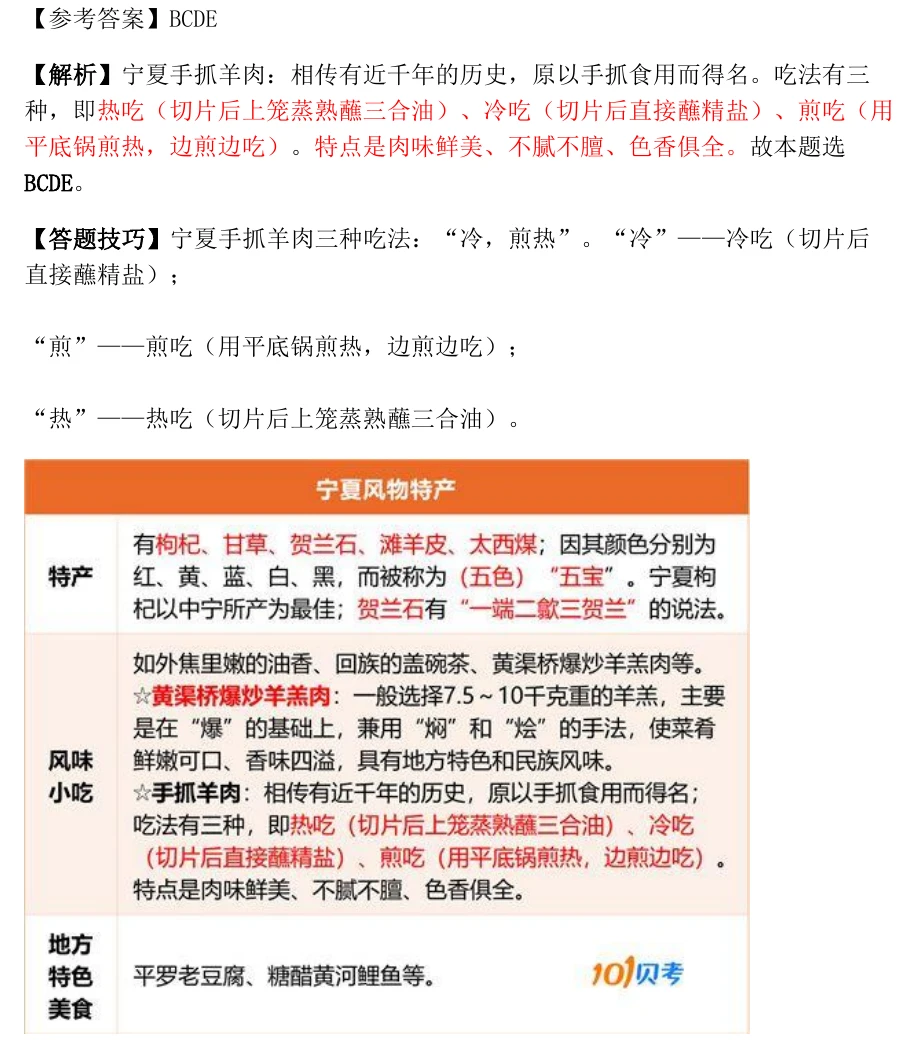 【参考答案】BCDE
【解析】宁夏手抓羊肉：相传有近千年的历史，原以手抓食用而得名。吃法有三
种，即热吃（切片后上笼蒸熟蘸三合油）、冷吃（切片后直接蘸精盐）、煎吃（用
平底锅煎热，边煎边吃）。特点是肉味鲜美、不腻不膻、色香俱全。故本题选
BCDE。
【答题技巧】宁夏手抓羊肉三种吃法：“冷，煎热”。“冷”——冷吃（切片后
直接蘸精盐）；
“煎”——煎吃（用平底锅煎热，边煎边吃）；
“热”——热吃（切片后上笼蒸熟蘸三合油）。
宁夏风物特产
特产
有枸杞、甘草、贺兰石、滩羊皮、太西煤；因其颜色分别为
红、黄、蓝、白、黑，而被称为（五色）“五宝”。宁夏枸
杞以中宁所产为最佳；贺兰石有“一端二歙三贺兰”的说法。
风味
小吃
如外焦里嫩的油香、回族的盖碗茶、黄渠桥爆炒羊羔肉等。
☆黄渠桥爆炒羊羔肉：一般选择7.5～10千克重的羊羔，主要
是在“爆”的基础上，兼用“焖”和“烩”的手法，使菜肴
鲜嫩可口、香味四溢，具有地方特色和民族风味。
☆手抓羊肉：相传有近千年的历史，原以手抓食用而得名；
吃法有三种，即热吃（切片后上笼蒸熟蘸三合油）、冷吃
（切片后直接蘸精盐）、煎吃（用平底锅煎热，边煎边吃）。
特点是肉味鲜美、不腻不膻、色香俱全。
地方
特色
美食
平罗老豆腐、糖醋黄河鲤鱼等。
101贝考